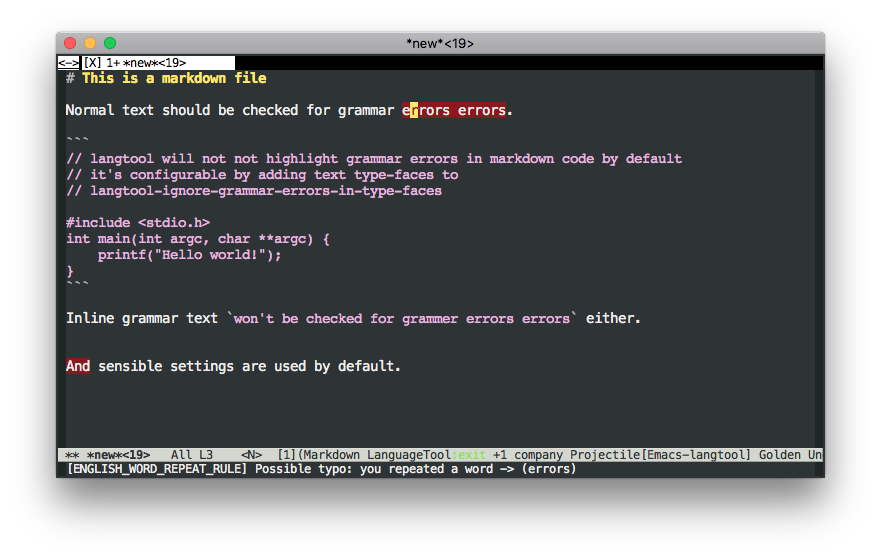 *new*<19>
<-> [X] 1+ *new*<19>
# This is a markdown file
Normal text should be checked for grammar errors errors.
```
// langtool will not not highlight grammar errors in markdown code by default
// it's configurable by adding text type-faces to
// langtool-ignore-grammar-errors-in-type-faces
#include <stdio.h>
int main(int argc, char **argc) {
    printf("Hello world!");
}
```
Inline grammar text `won't be checked for grammer errors errors` either.
And sensible settings are used by default.
** *new*<19>   All L3    <N>  [1](Markdown LanguageTool:exit +1 company Projectile[Emacs-langtool] Golden Un
[ENGLISH_WORD_REPEAT_RULE] Possible typo: you repeated a word -> (errors)